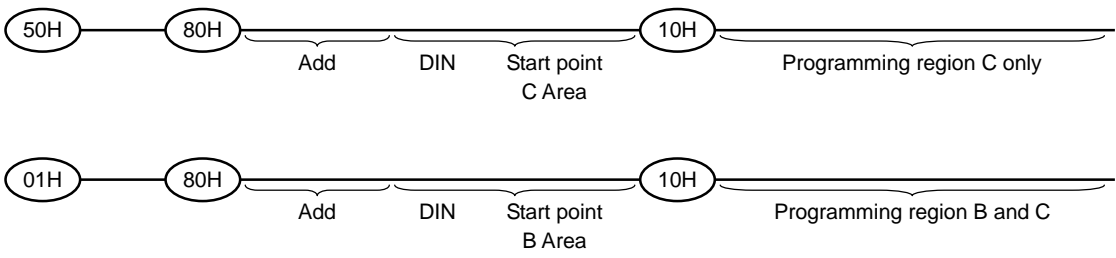 50H 80H 10H
Add DIN Start point Programming region C only
C Area
01H 80H 10H
Add DIN Start point Programming region B and C
B Area